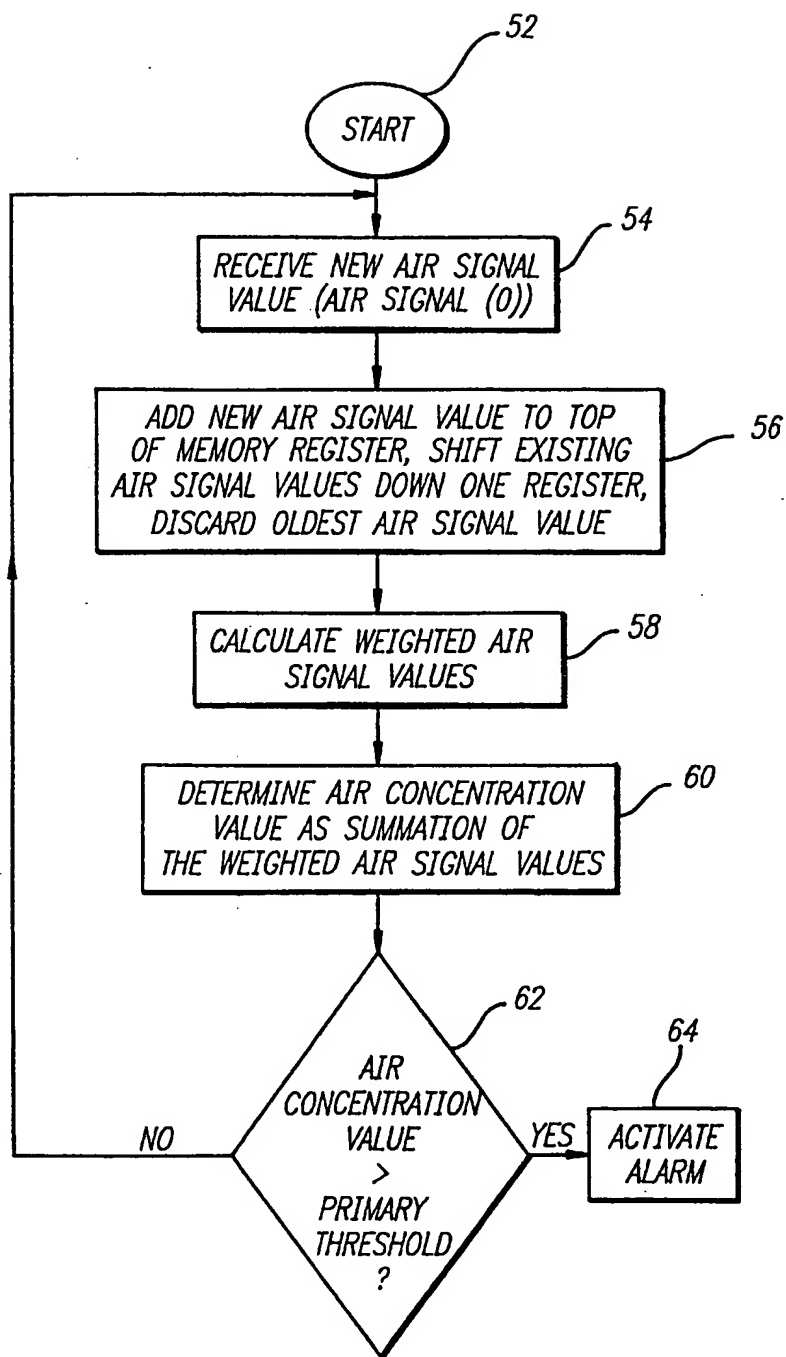 52
START
54
RECEIVE NEW AIR SIGNAL
VALUE (AIR SIGNAL (0))
56
ADD NEW AIR SIGNAL VALUE TO TOP
OF MEMORY REGISTER, SHIFT EXISTING
AIR SIGNAL VALUES DOWN ONE REGISTER,
DISCARD OLDEST AIR SIGNAL VALUE
58
CALCULATE WEIGHTED AIR
SIGNAL VALUES
60
DETERMINE AIR CONCENTRATION
VALUE AS SUMMATION OF
THE WEIGHTED AIR SIGNAL VALUES
62
AIR
CONCENTRATION
VALUE
>
PRIMARY
THRESHOLD
?
NO
YES
64
ACTIVATE
ALARM